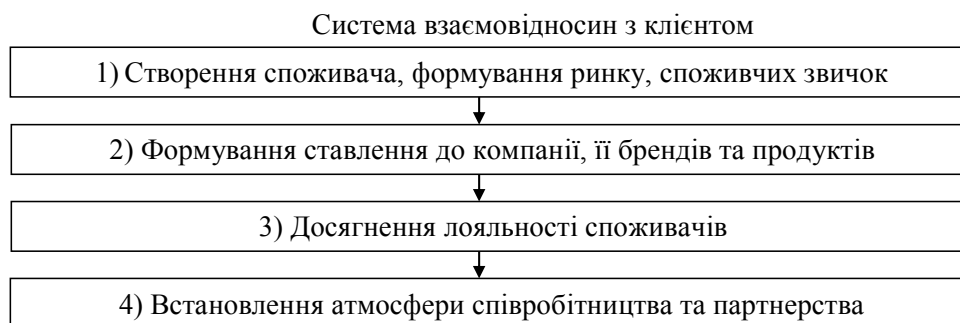 Система взаємовідносин з клієнтом
1) Створення споживача, формування ринку, споживчих звичок
2) Формування ставлення до компанії, її брендів та продуктів
3) Досягнення лояльності споживачів
4) Встановлення атмосфери співробітництва та партнерства